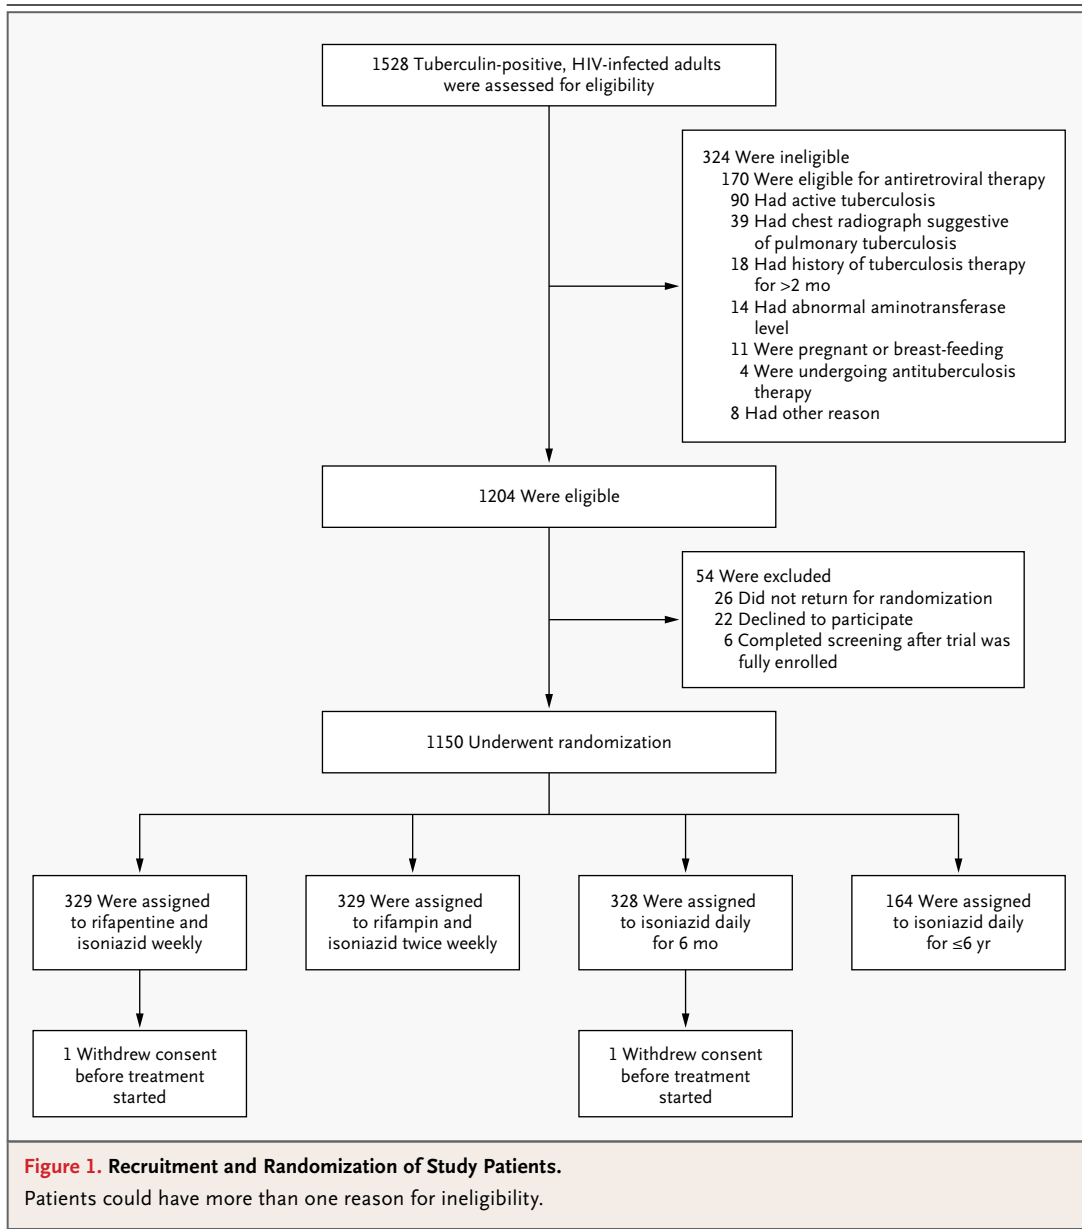 1528 Tuberculin-positive, HIV-infected adults
were assessed for eligibility
324 Were ineligible
170 Were eligible for antiretroviral therapy
90 Had active tuberculosis
39 Had chest radiograph suggestive
of pulmonary tuberculosis
18 Had history of tuberculosis therapy
for >2 mo
14 Had abnormal aminotransferase
level
11 Were pregnant or breast-feeding
4 Were undergoing antituberculosis
therapy
8 Had other reason
1204 Were eligible
54 Were excluded
26 Did not return for randomization
22 Declined to participate
6 Completed screening after trial was
fully enrolled
1150 Underwent randomization
329 Were assigned
to rifapentine and
isoniazid weekly
329 Were assigned
to rifampin and
isoniazid twice weekly
328 Were assigned
to isoniazid daily
for 6 mo
164 Were assigned
to isoniazid daily
for ≤6 yr
1 Withdrew consent
before treatment
started
1 Withdrew consent
before treatment
started
Figure 1. Recruitment and Randomization of Study Patients.
Patients could have more than one reason for ineligibility.